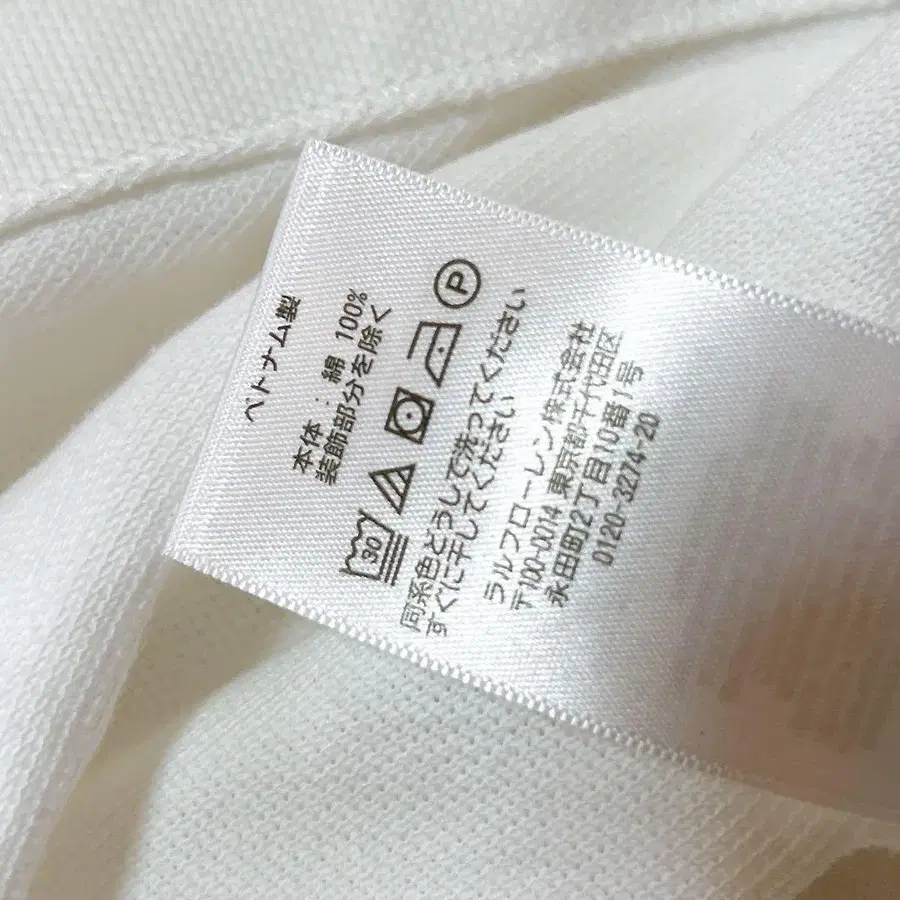 ベトナム製
本体：綿 100%
装飾部分を除く
30
P
同系色どうしで洗ってください
すぐに干してください
ラルフローレン株式会社
〒100-0014 東京都千代田区
永田町2丁目10番1号
0120-3274-20